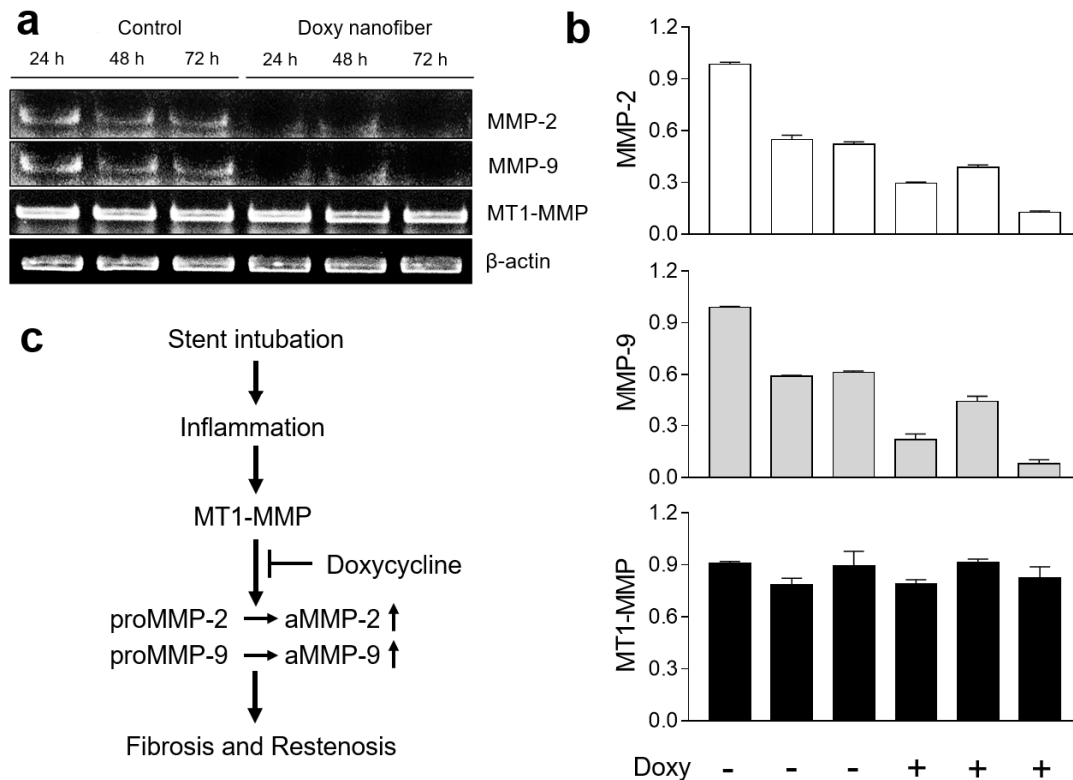 a
Control Doxy nanofiber
24 h 48 h 72 h 24 h 48 h 72 h
MMP-2
MMP-9
MT1-MMP
β-actin
b
MMP-2
1.2
0.9
0.6
0.3
0.0
MMP-9
1.2
0.9
0.6
0.3
0.0
MT1-MMP
1.2
0.9
0.6
0.3
0.0
Doxy - - - + + +
c
Stent intubation
Inflammation
MT1-MMP
Doxycycline
proMMP-2 → aMMP-2 ↑
proMMP-9 → aMMP-9 ↑
Fibrosis and Restenosis